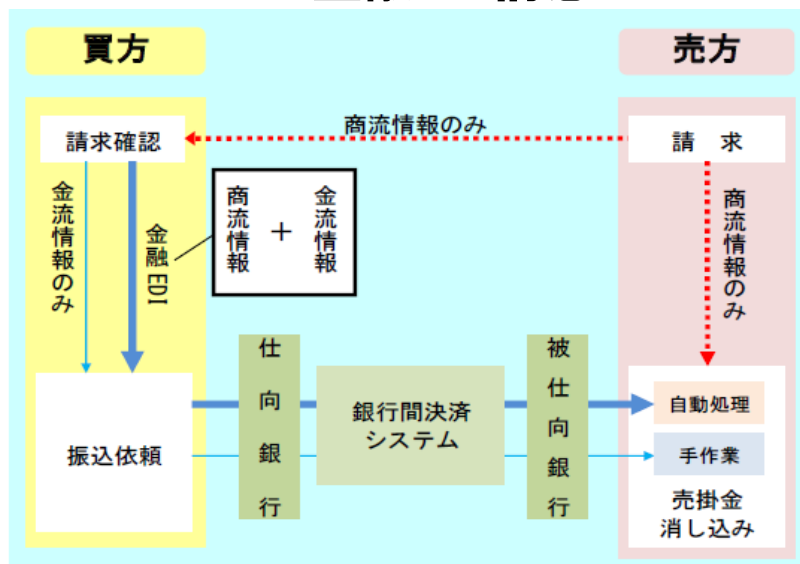 買方
売方
請求確認
商流情報のみ
請 求
金流情報のみ
金融EDI
商流情報
+
金流情報
商流情報のみ
仕向銀行
被仕向銀行
振込依頼
銀行間決済
システム
自動処理
手作業
売掛金
消し込み